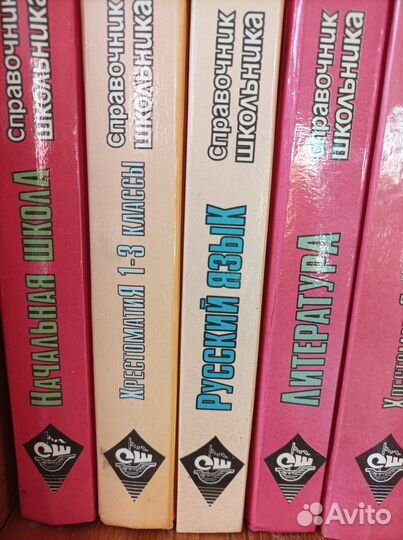 Справочник
школьника
Начальная школа
Справочник
школьника
Хрестоматия 1-3 классы
Справочник
школьника
Русский язык
Справочник
школьника
Литература
Avito